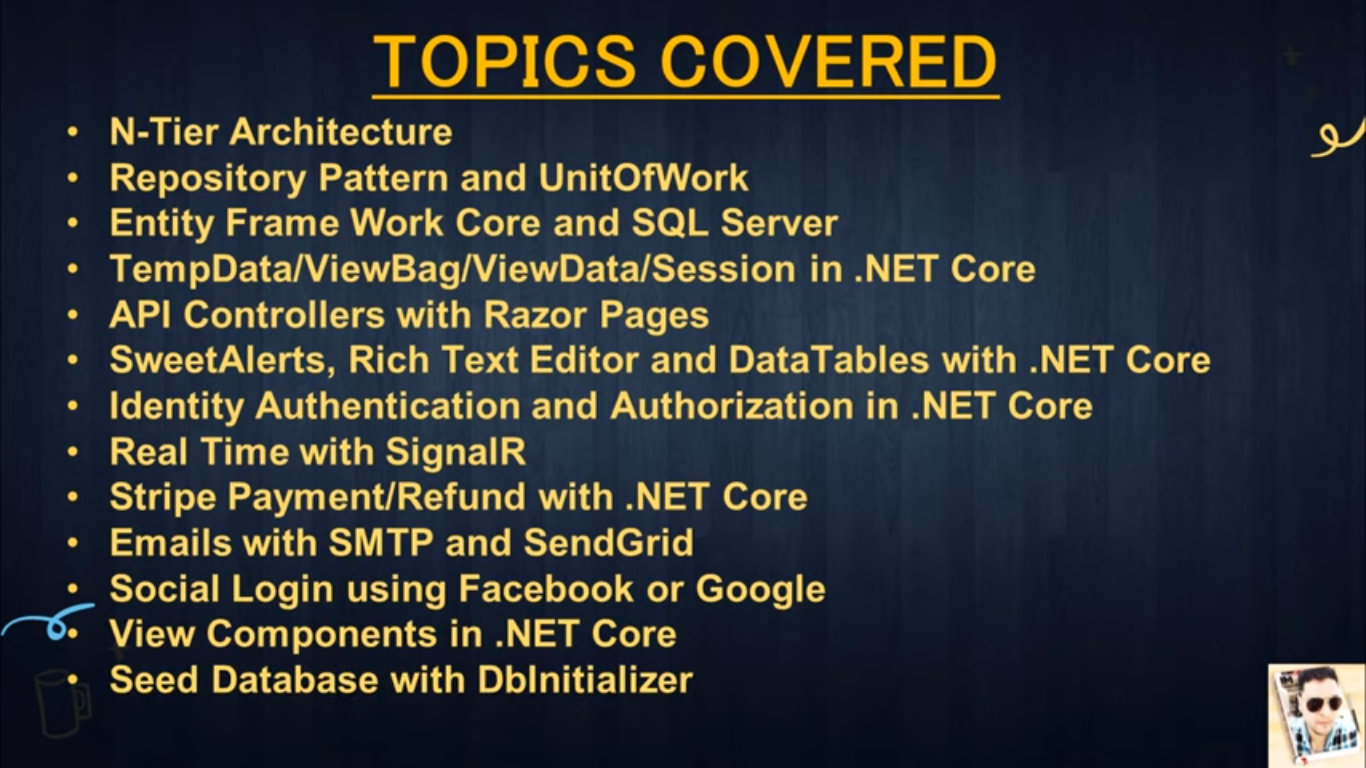 TOPICS COVERED
• N-Tier Architecture
• Repository Pattern and UnitOfWork
• Entity Frame Work Core and SQL Server
• TempData/ViewBag/ViewData/Session in .NET Core
• API Controllers with Razor Pages
• SweetAlerts, Rich Text Editor and DataTables with .NET Core
• Identity Authentication and Authorization in .NET Core
• Real Time with SignalR
• Stripe Payment/Refund with .NET Core
• Emails with SMTP and SendGrid
• Social Login using Facebook or Google
• View Components in .NET Core
• Seed Database with DbInitializer